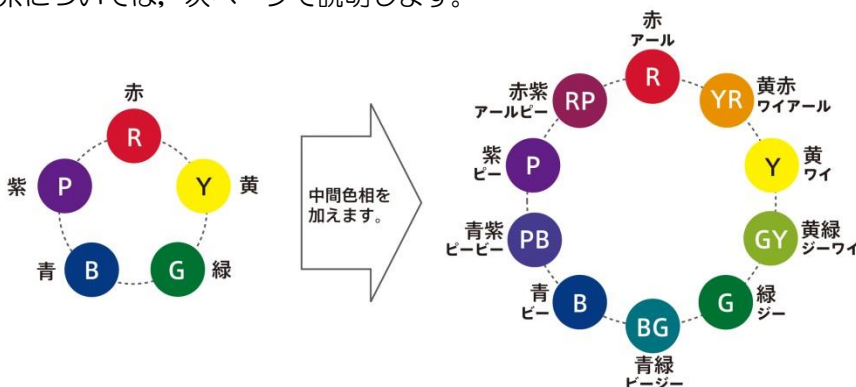 系については，次ページで説明します。
赤
R
紫
P
Y
黄
青
B
G
緑
中間色相を
加えます。
赤
アール
R
赤紫
アールピー
RP
YR
黄赤
ワイアール
紫
ピー
P
Y
黄
ワイ
青紫
ピービー
PB
GY
黄緑
ジーワイ
青
ビー
B
G
緑
ジー
BG
青緑
ビージー